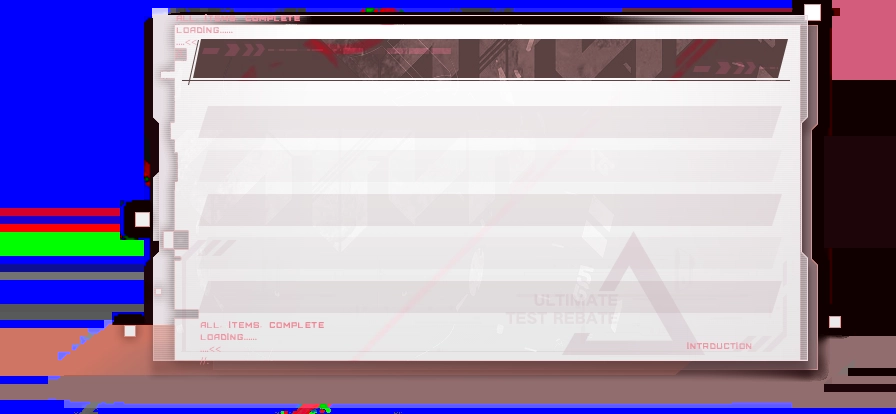 ALL ITEMS COMPLETE
LOADING......
....<<
ULTIMATE
TEST REBATE
ALL ITEMS COMPLETE
LOADING......
....<<
INTRODUCTION